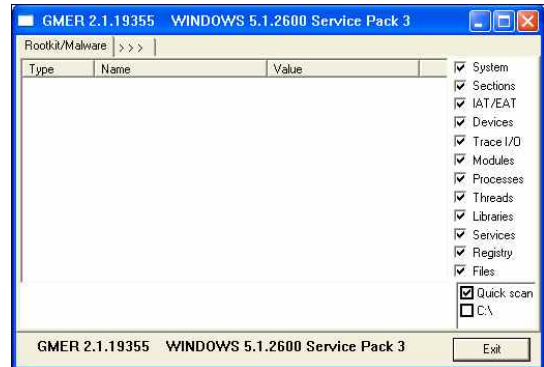 GMER 2.1.19355 WINDOWS 5.1.2600 Service Pack 3
Rootkit/Malware > > >
Type Name Value
System
Sections
IAT/EAT
Devices
Trace I/O
Modules
Processes
Threads
Libraries
Services
Registry
Files
Quick scan
C:\
GMER 2.1.19355 WINDOWS 5.1.2600 Service Pack 3
Exit